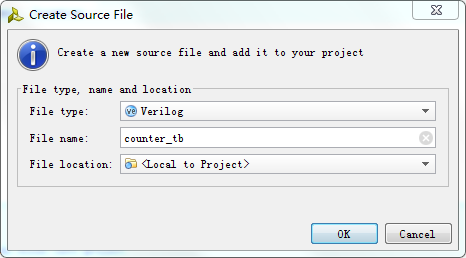 Create Source File
Create a new source file and add it to your project
File type, name and location
File type: Verilog
File name: counter_tb
File location: <Local to Project>
OK Cancel